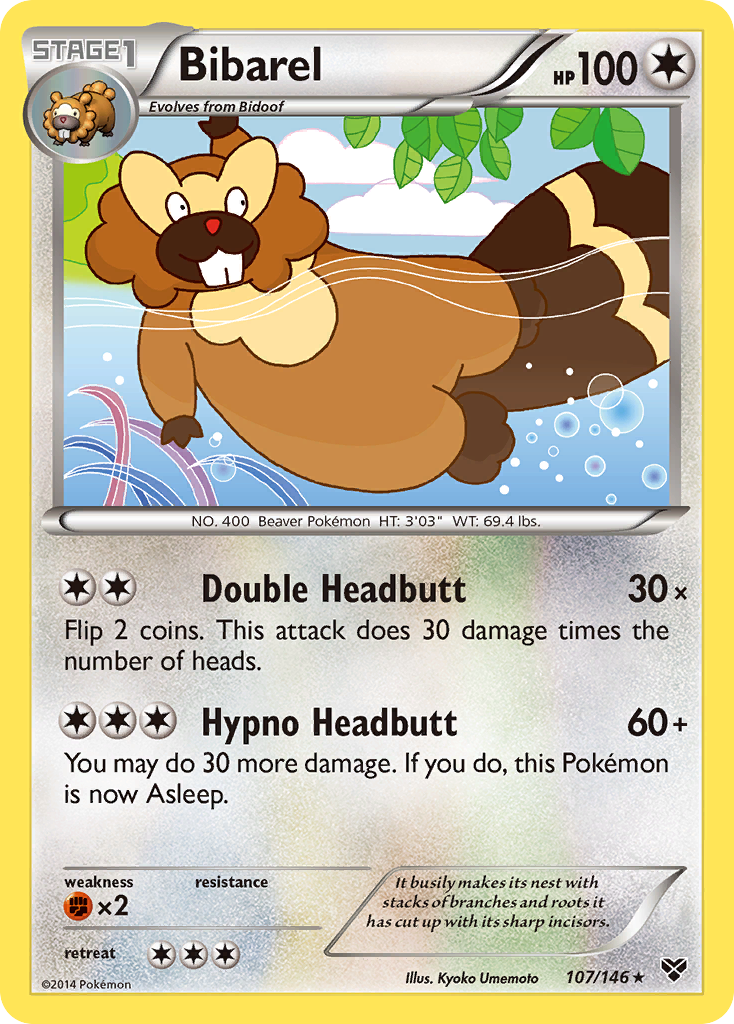 STAGE1
Bibarel
HP100
Evolves from Bidoof
NO. 400 Beaver Pokémon HT: 3'03" WT: 69.4 lbs.
Double Headbutt 30×
Flip 2 coins. This attack does 30 damage times the
number of heads.
Hypno Headbutt 60+
You may do 30 more damage. If you do, this Pokémon
is now Asleep.
weakness resistance
×2
It busily makes its nest with
stacks of branches and roots it
has cut up with its sharp incisors.
retreat
Illus. Kyoko Umemoto 107/146★
©2014 Pokémon